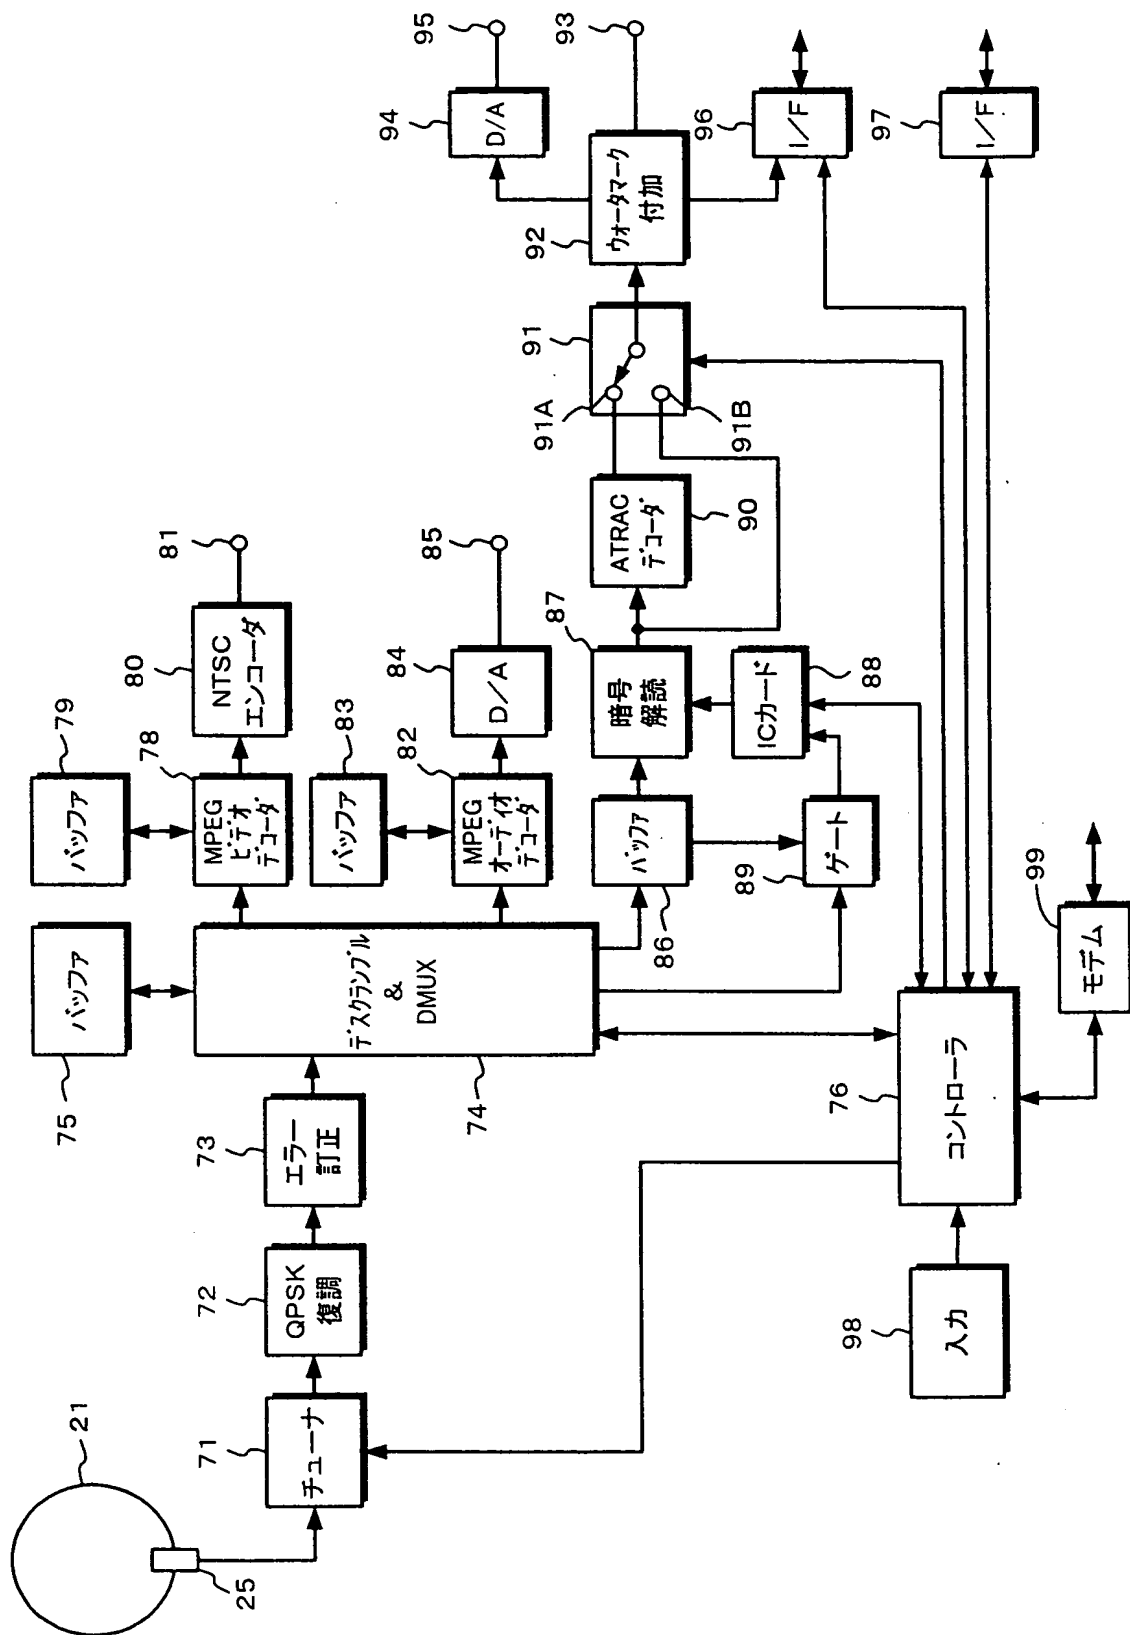 21
25
チューナ
71
QPSK
復調
72
エラー
訂正
73
デスクランブル
&
DMUX
74
バッファ
75
コントローラ
76
MPEG
ビデオ
デコーダ
78
バッファ
79
NTSC
エンコーダ
80
81
MPEG
オーディオ
デコーダ
82
バッファ
83
D/A
84
85
バッファ
86
暗号
解読
87
ICカード
88
ゲート
89
ATRAC
デコーダ
90
91
91A
91B
ウォータマーク
付加
92
93
D/A
94
95
I/F
96
I/F
97
入力
98
モデム
99